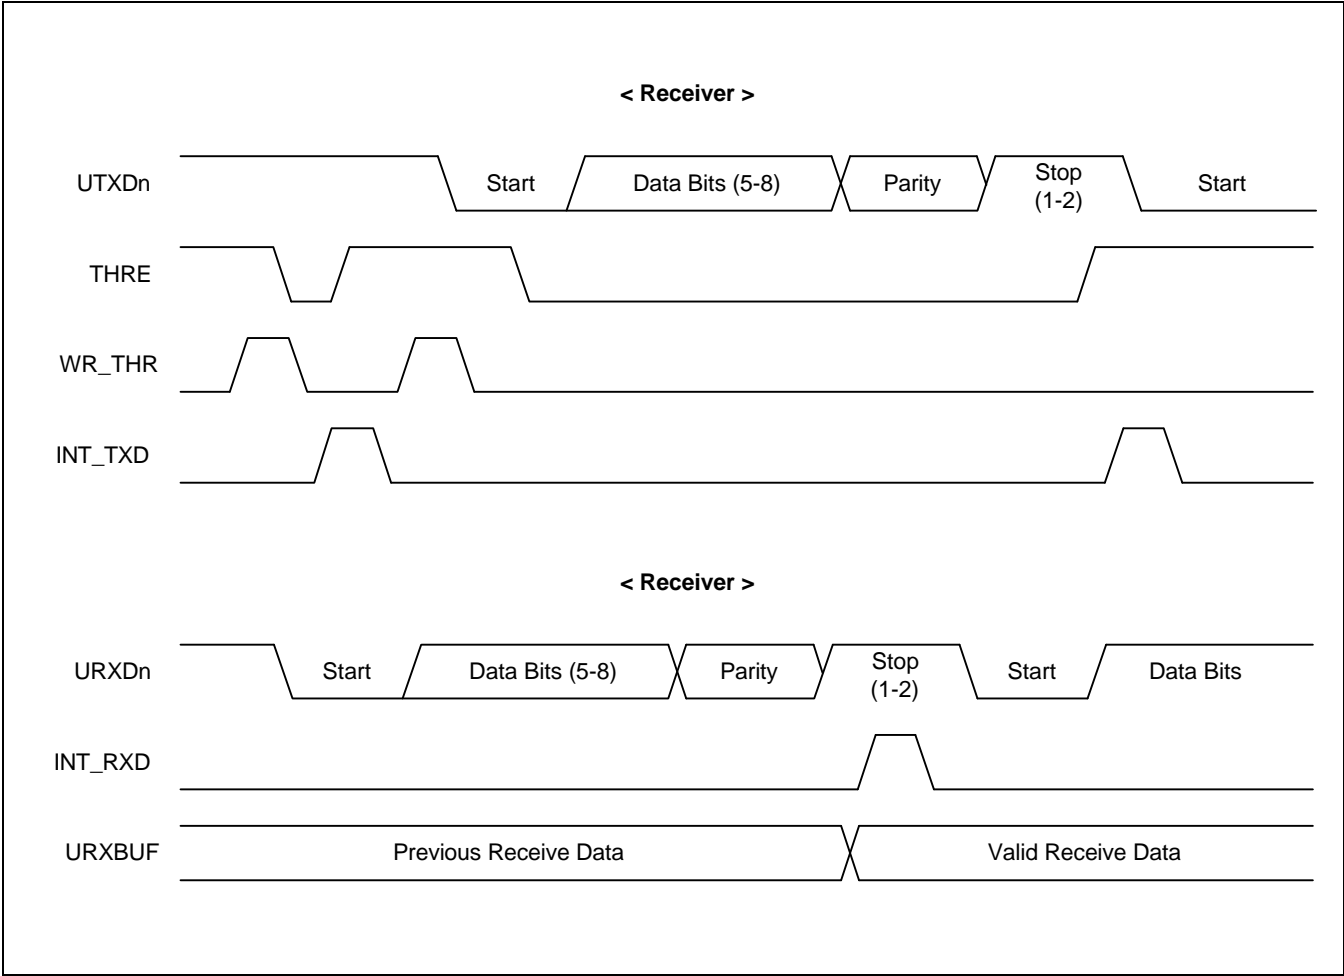 < Receiver >
UTXDn
Start
Data Bits (5-8)
Parity
Stop
(1-2)
Start
THRE
WR_THR
INT_TXD
< Receiver >
URXDn
Start
Data Bits (5-8)
Parity
Stop
(1-2)
Start
Data Bits
INT_RXD
URXBUF
Previous Receive Data
Valid Receive Data